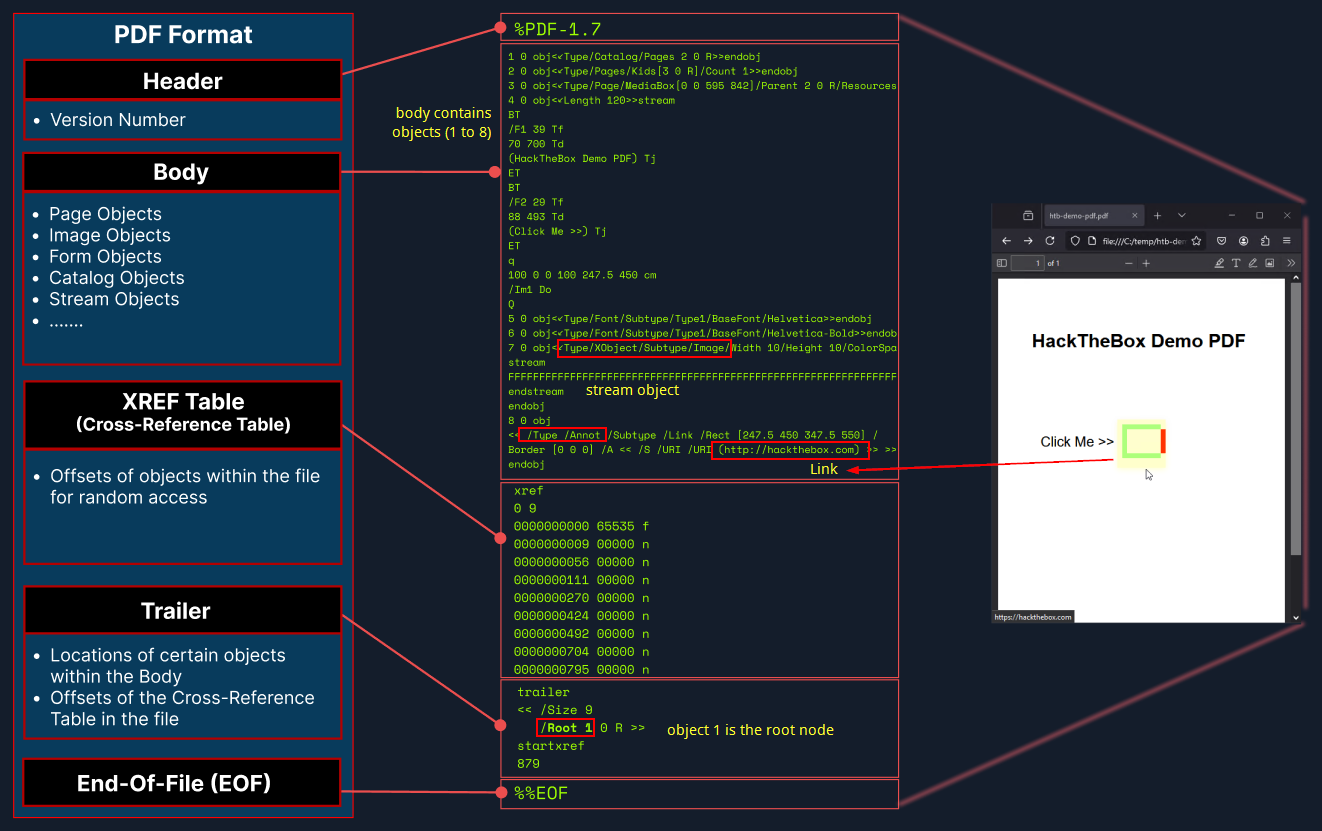 PDF Format
Header
• Version Number
Body
• Page Objects
• Image Objects
• Form Objects
• Catalog Objects
• Stream Objects
• .......
XREF Table
(Cross-Reference Table)
• Offsets of objects within the file
for random access
Trailer
• Locations of certain objects
within the Body
• Offsets of the Cross-Reference
Table in the file
End-Of-File (EOF)
body contains
objects (1 to 8)
%PDF-1.7
1 0 obj<</Type/Catalog/Pages 2 0 R>>endobj
2 0 obj<</Type/Pages/Kids[3 0 R]/Count 1>>endobj
3 0 obj<</Type/Page/MediaBox[0 0 595 842]/Parent 2 0 R/Resources
4 0 obj<</Length 120>>stream
BT
/F1 39 Tf
70 700 Td
(HackTheBox Demo PDF) Tj
ET
BT
/F2 29 Tf
88 493 Td
(Click Me >>) Tj
ET
q
100 0 0 100 247.5 450 cm
/Im1 Do
Q
5 0 obj<</Type/Font/Subtype/Type1/BaseFont/Helvetica>>endobj
6 0 obj<</Type/Font/Subtype/Type1/BaseFont/Helvetica-Bold>>endob
7 0 obj<</Type/XObject/Subtype/Image/Width 10/Height 10/ColorSpa
stream
FFFFFFFFFFFFFFFFFFFFFFFFFFFFFFFFFFFFFFFFFFFFFFFFFFFFFFFFFFFFFFFF
endstream
stream object
endobj
8 0 obj
<< /Type /Annot /Subtype /Link /Rect [247.5 450 347.5 550] /
Border [0 0 0] /A << /S /URI /URI (http://hackthebox.com) >> >>
endobj
Link
xref
0 9
0000000000 65535 f
0000000009 00000 n
0000000056 00000 n
0000000111 00000 n
0000000270 00000 n
0000000424 00000 n
0000000492 00000 n
0000000704 00000 n
0000000795 00000 n
trailer
<< /Size 9
/Root 1 0 R >>
object 1 is the root node
startxref
879
%%EOF
htb-demo-pdf.pdf
file:///C:/temp/htb-dem
1 of 1
HackTheBox Demo PDF
Click Me >>
https://hackthebox.com